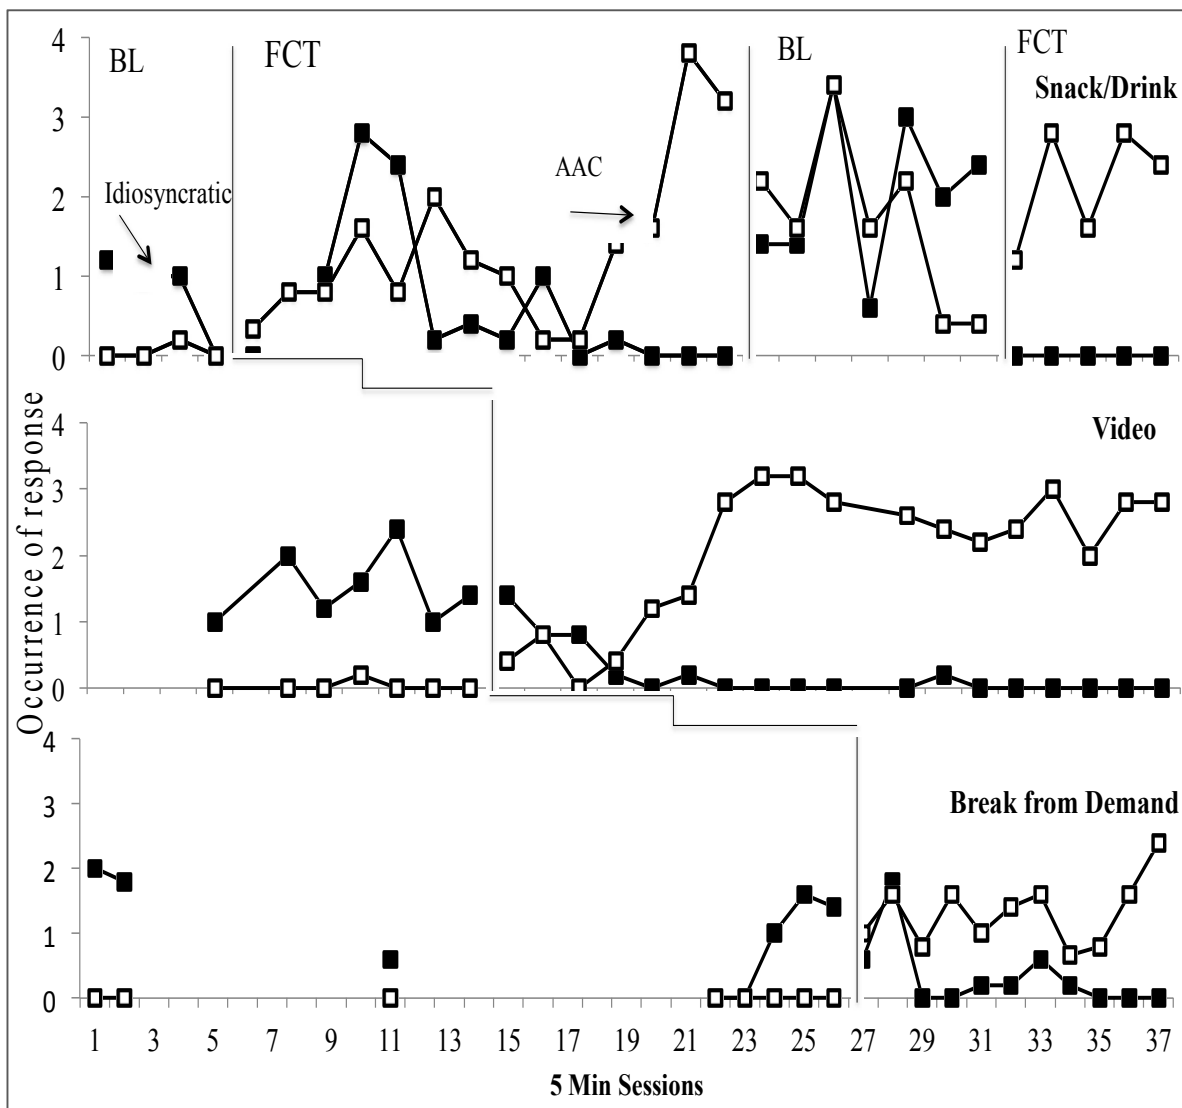 4
3
2
1
0
BL
FCT
BL
FCT
Snack/Drink
Idiosyncratic
AAC
Occurrence of response
4
3
2
1
0
Video
4
3
2
1
0
Break from Demand
1 3 5 7 9 11 13 15 17 19 21 23 25 27 29 31 33 35 37
5 Min Sessions